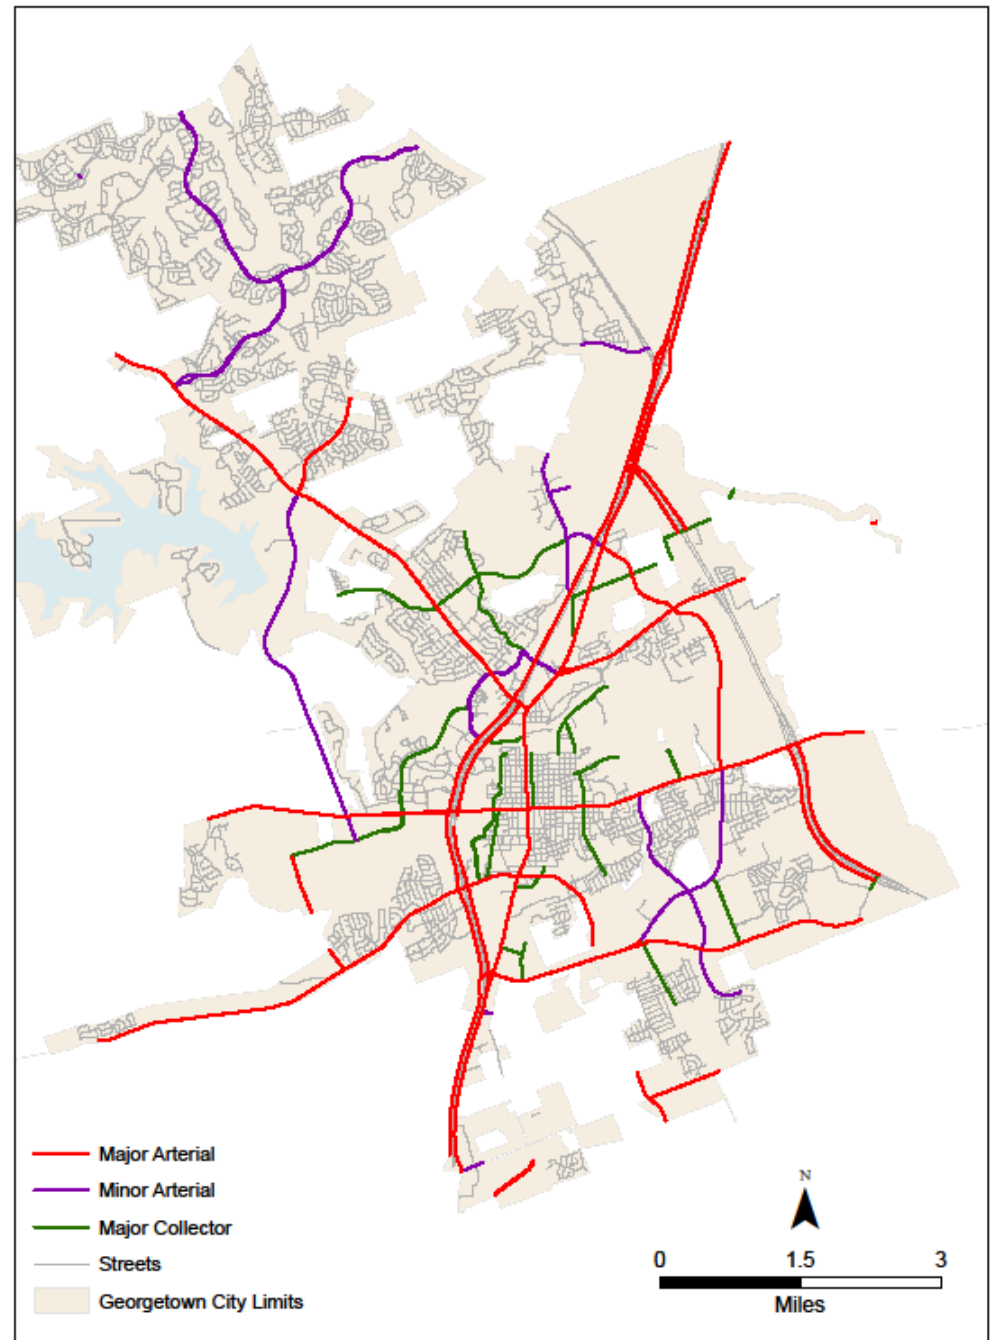 Major Arterial
Minor Arterial
Major Collector
Streets
Georgetown City Limits
N
0 1.5 3
Miles